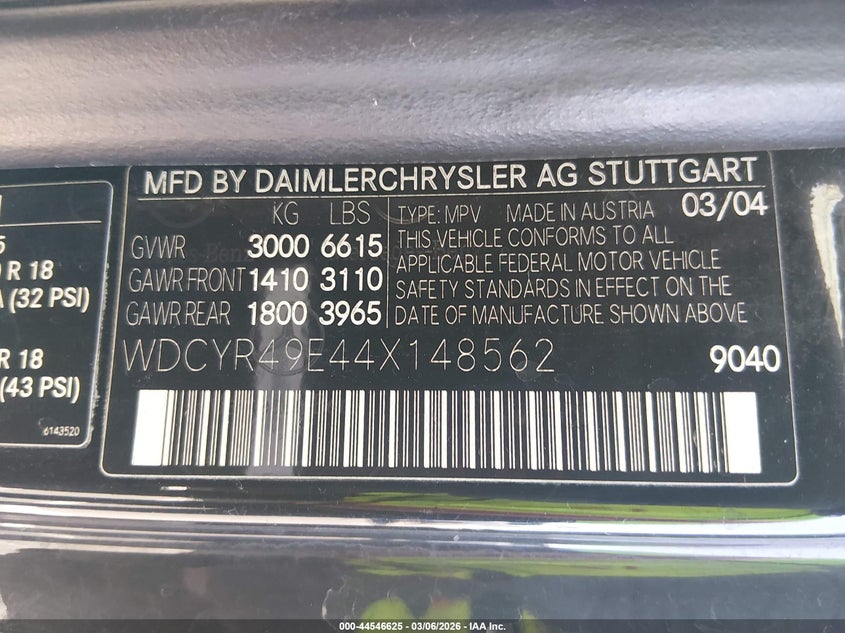 MFD BY DAIMLERCHRYSLER AG STUTTGART
KG LBS
GVWR 3000 6615
GAWR FRONT 1410 3110
GAWR REAR 1800 3965
TYPE: MPV MADE IN AUSTRIA 03/04
THIS VEHICLE CONFORMS TO ALL
APPLICABLE FEDERAL MOTOR VEHICLE
SAFETY STANDARDS IN EFFECT ON THE
DATE OF MANUFACTURE SHOWN ABOVE
WDCYR49E44X148562 9040
R 18
(32 PSI)
R 18
(43 PSI)
6143520
000-44546625 - 03/06/2026 - IAA Inc.